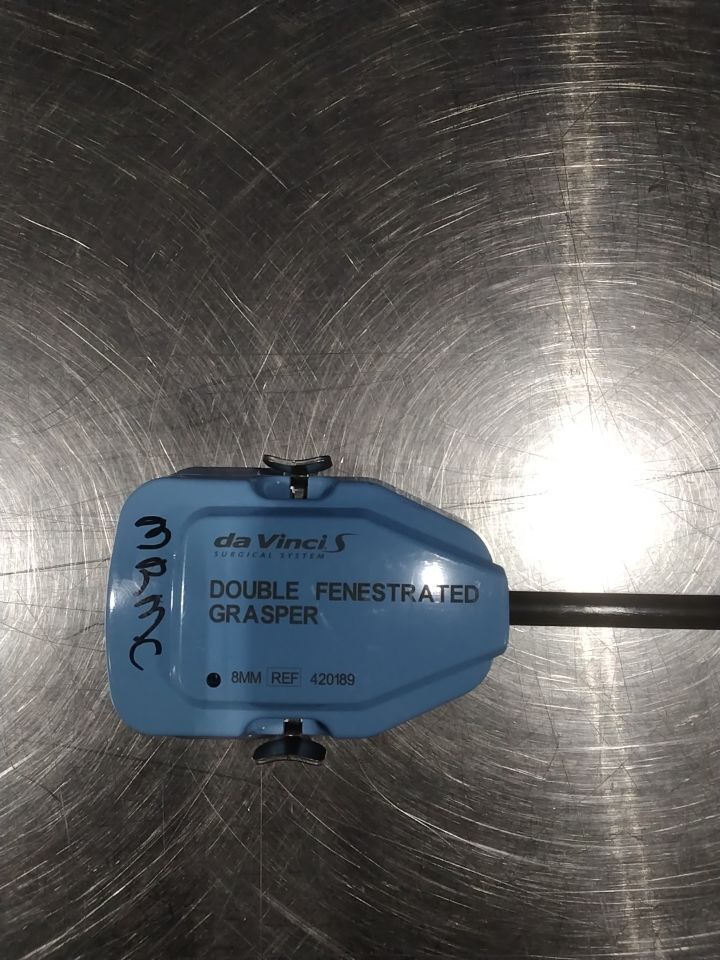 da Vinci S
SURGICAL SYSTEM
DOUBLE FENESTRATED
GRASPER
8MM REF 420189